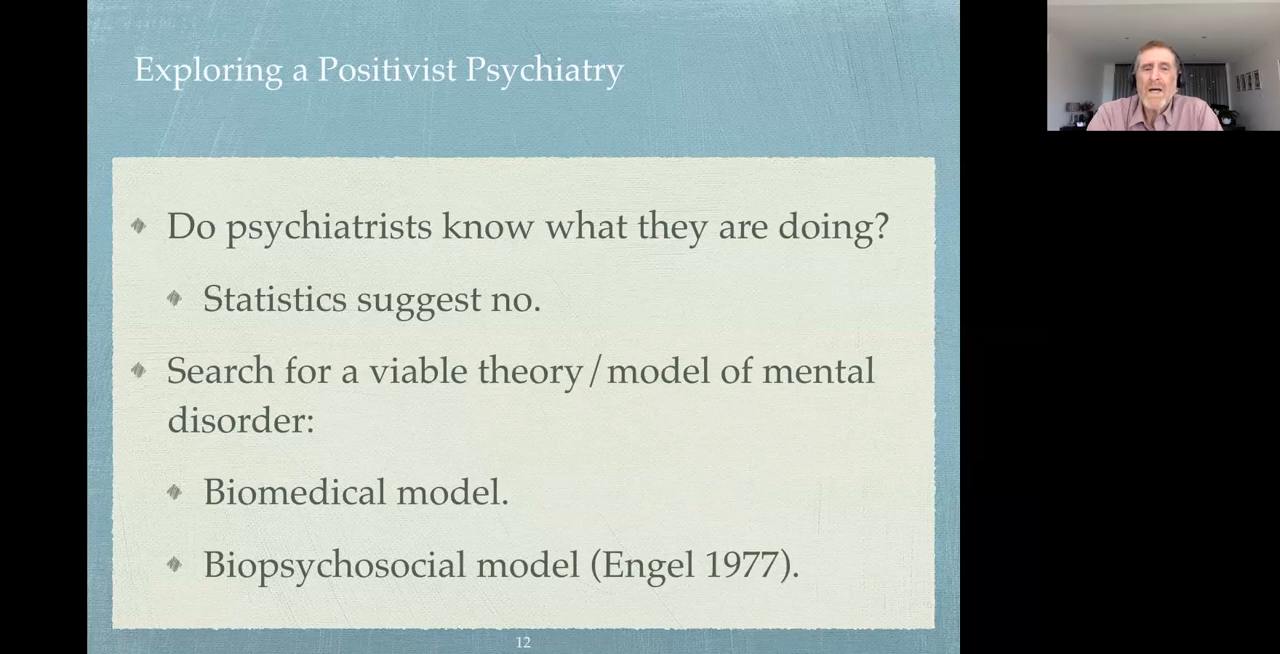 Exploring a Positivist Psychiatry
Do psychiatrists know what they are doing?
Statistics suggest no.
Search for a viable theory/model of mental
disorder:
Biomedical model.
Biopsychosocial model (Engel 1977).
12